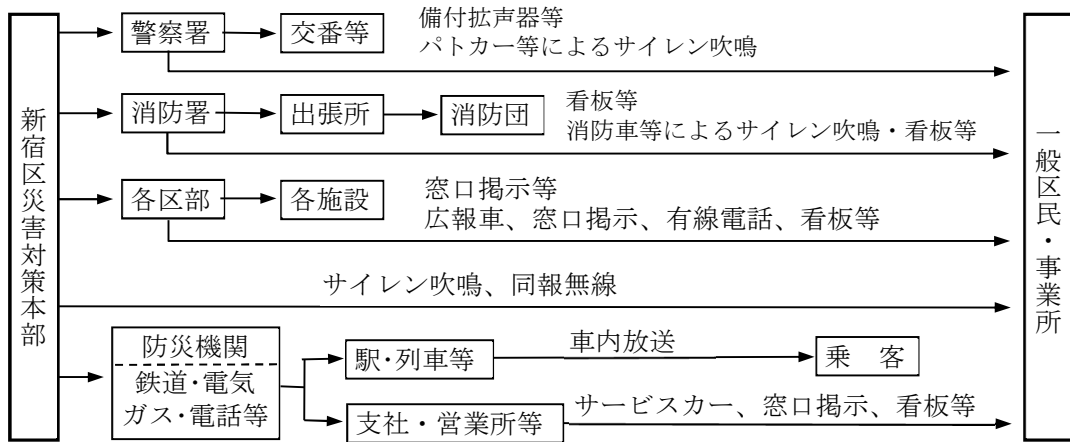 新宿区災害対策本部
警察署
交番等
備付拡声器等
パトカー等によるサイレン吹鳴
消防署
出張所
消防団
看板等
消防車等によるサイレン吹鳴・看板等
各区部
各施設
窓口掲示等
広報車、窓口掲示、有線電話、看板等
サイレン吹鳴、同報無線
防災機関
鉄道・電気
ガス・電話等
駅・列車等
車内放送
乗　客
支社・営業所等
サービスカー、窓口掲示、看板等
一般区民・事業所